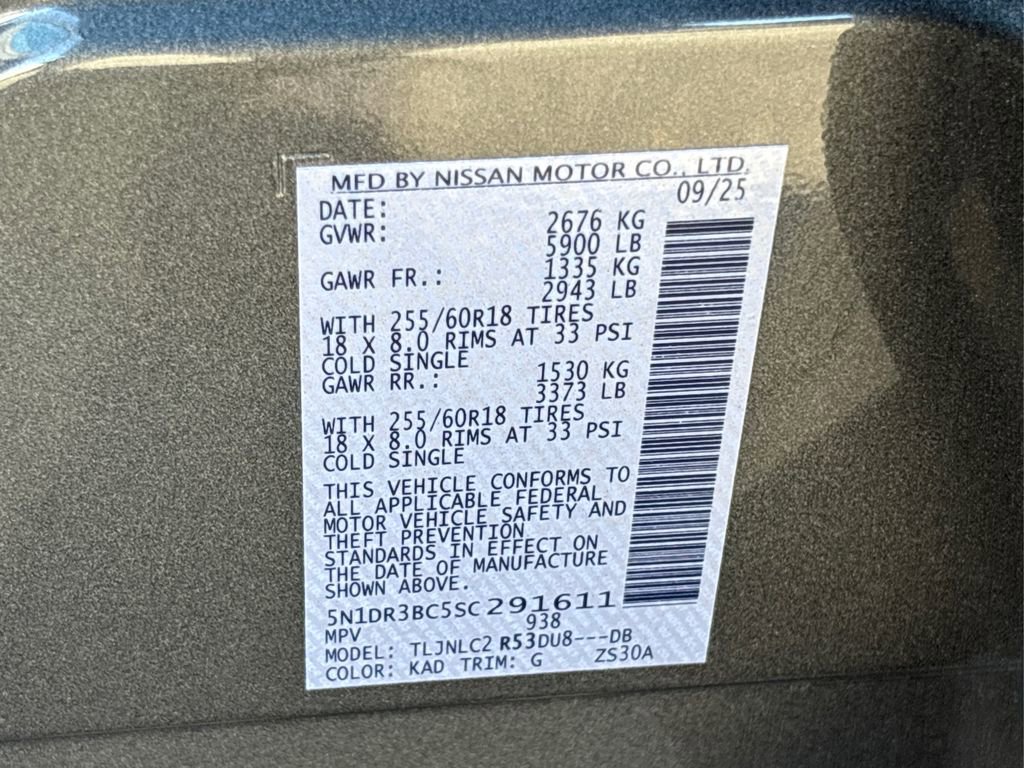 MFD BY NISSAN MOTOR CO., LTD.
DATE: 09/25
GVWR: 2676 KG
5900 LB
GAWR FR.: 1335 KG
2943 LB
WITH 255/60R18 TIRES
18 X 8.0 RIMS AT 33 PSI
COLD SINGLE
GAWR RR.: 1530 KG
3373 LB
WITH 255/60R18 TIRES
18 X 8.0 RIMS AT 33 PSI
COLD SINGLE
THIS VEHICLE CONFORMS TO
ALL APPLICABLE FEDERAL
MOTOR VEHICLE SAFETY AND
THEFT PREVENTION
STANDARDS IN EFFECT ON
THE DATE OF MANUFACTURE
SHOWN ABOVE.
5N1DR3BC5SC291611
MPV 938
MODEL: TLJNLC2 R53DU8---DB
COLOR: KAD TRIM: G ZS30A